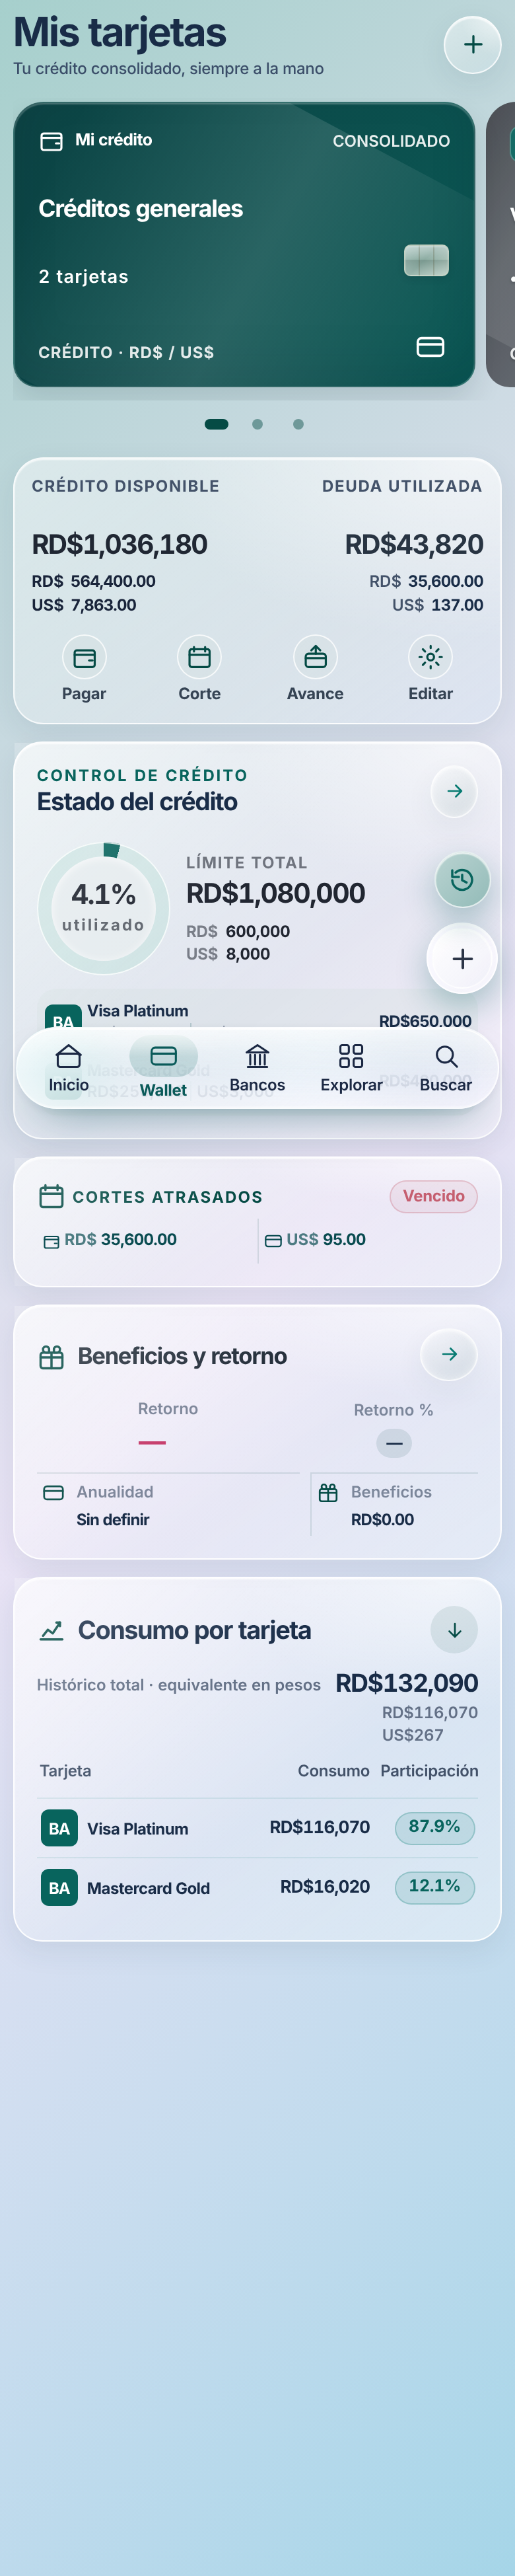 Mis tarjetas
Tu crédito consolidado, siempre a la mano
Mi crédito
CONSOLIDADO
Créditos generales
2 tarjetas
CRÉDITO · RD$ / US$
CRÉDITO DISPONIBLE
DEUDA UTILIZADA
RD$1,036,180
RD$43,820
RD$ 564,400.00
RD$ 35,600.00
US$ 7,863.00
US$ 137.00
Pagar
Corte
Avance
Editar
CONTROL DE CRÉDITO
Estado del crédito
4.1%
utilizado
LÍMITE TOTAL
RD$1,080,000
RD$ 600,000
US$ 8,000
BA
Visa Platinum
RD$650,000
Mastercard Gold
Inicio
Wallet
Bancos
Explorar
Buscar
CORTES ATRASADOS
Vencido
RD$ 35,600.00
US$ 95.00
Beneficios y retorno
Retorno
Retorno %
—
—
Anualidad
Beneficios
Sin definir
RD$0.00
Consumo por tarjeta
Histórico total · equivalente en pesos
RD$132,090
RD$116,070
US$267
Tarjeta
Consumo
Participación
BA
Visa Platinum
RD$116,070
87.9%
BA
Mastercard Gold
RD$16,020
12.1%